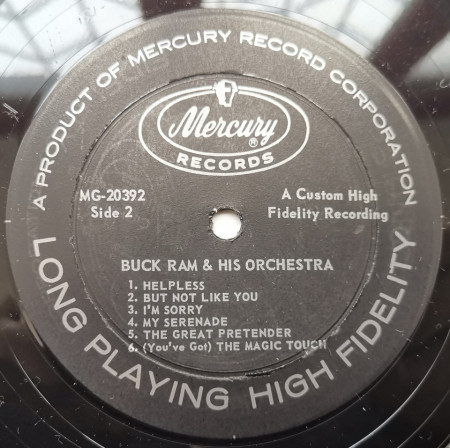 A PRODUCT OF MERCURY RECORD CORPORATION
Mercury ®
RECORDS
MG-20392
Side 2
A Custom High
Fidelity Recording
BUCK RAM & HIS ORCHESTRA
1. HELPLESS
2. BUT NOT LIKE YOU
3. I'M SORRY
4. MY SERENADE
5. THE GREAT PRETENDER
6. (You've Got) THE MAGIC TOUCH
LONG PLAYING HIGH FIDELITY